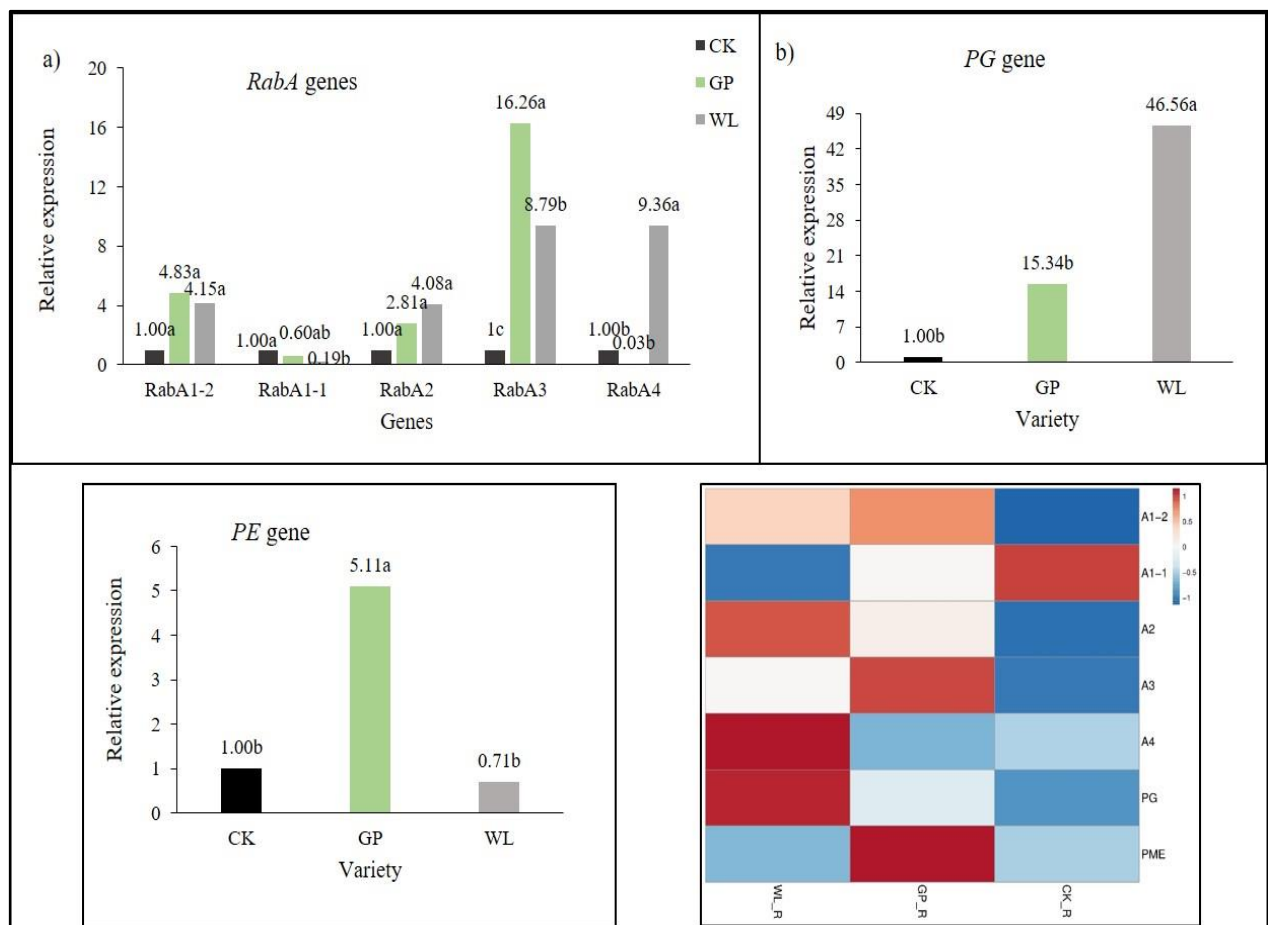 a)
RabA genes
CK
GP
WL
Relative expression
20
16
12
8
4
0
1.00a
4.83a
4.15a
1.00a
0.60ab
0.19b
1.00a
2.81a
4.08a
1c
16.26a
8.79b
1.00b
0.03b
9.36a
RabA1-2 RabA1-1 RabA2 RabA3 RabA4
Genes
b)
PG gene
Relative expression
49
42
35
28
21
14
7
0
1.00b
15.34b
46.56a
CK GP WL
Variety
PE gene
Relative expression
6
5
4
3
2
1
0
1.00b
5.11a
0.71b
CK GP WL
Variety
1
0.5
0
-0.5
-1
A1-2
A1-1
A2
A3
A4
PG
PME
WL_R GP_R CK_R